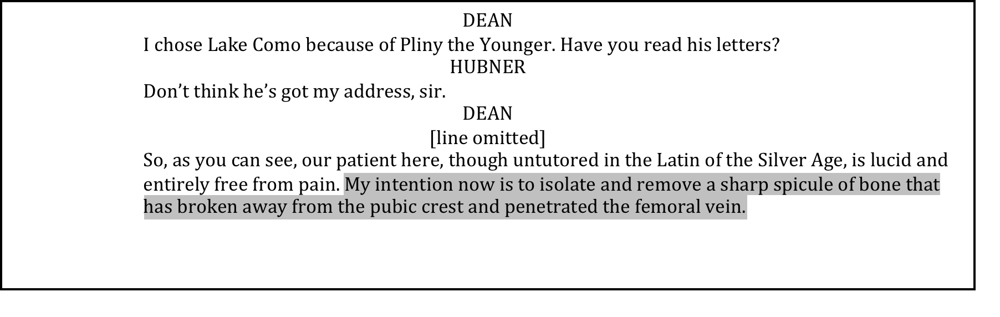 DEAN
I chose Lake Como because of Pliny the Younger. Have you read his letters?
HUBNER
Don’t think he’s got my address, sir.
DEAN
[line omitted]
So, as you can see, our patient here, though untutored in the Latin of the Silver Age, is lucid and
entirely free from pain. My intention now is to isolate and remove a sharp spicule of bone that
has broken away from the pubic crest and penetrated the femoral vein.